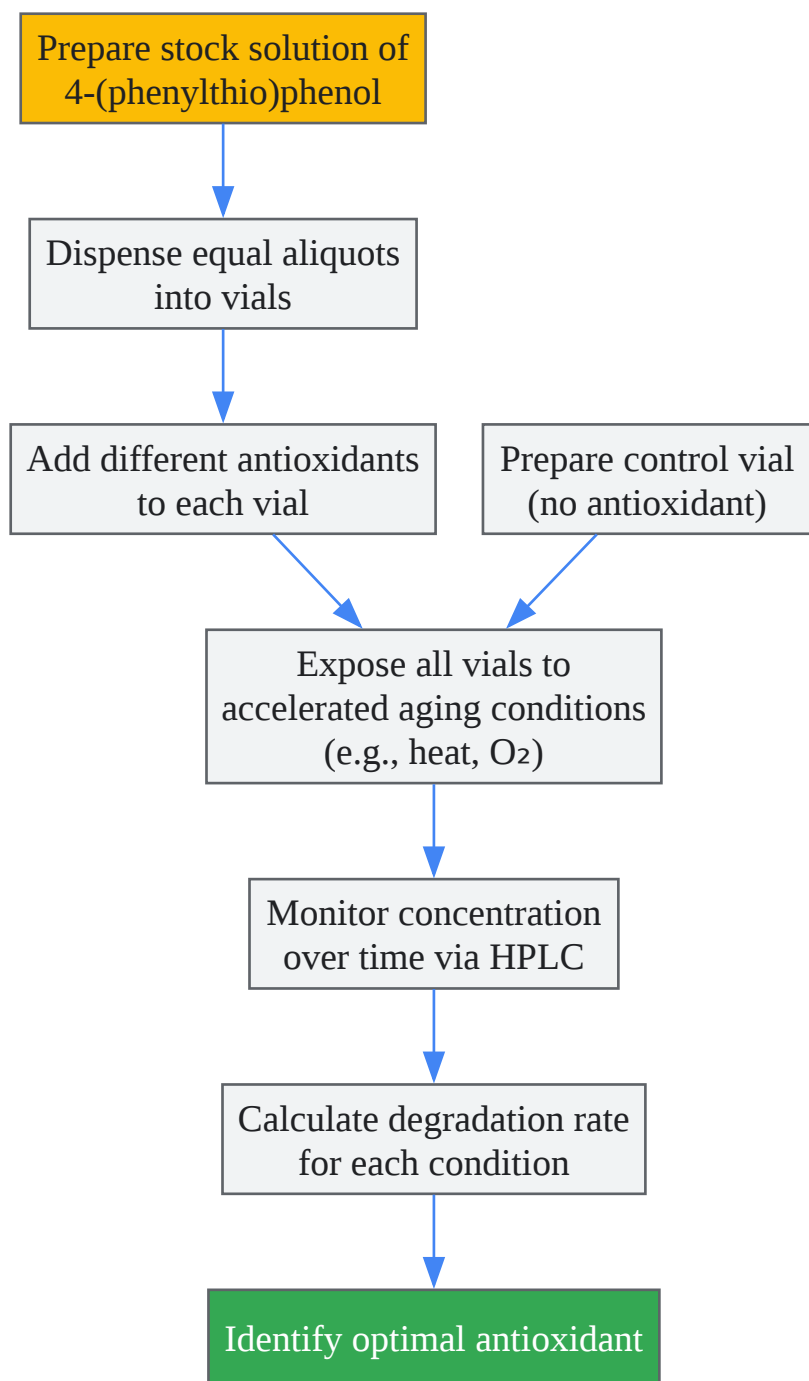 Prepare stock solution of
4-(phenylthio)phenol
Dispense equal aliquots
into vials
Add different antioxidants
to each vial
Prepare control vial
(no antioxidant)
Expose all vials to
accelerated aging conditions
(e.g., heat, O₂)
Monitor concentration
over time via HPLC
Calculate degradation rate
for each condition
Identify optimal antioxidant